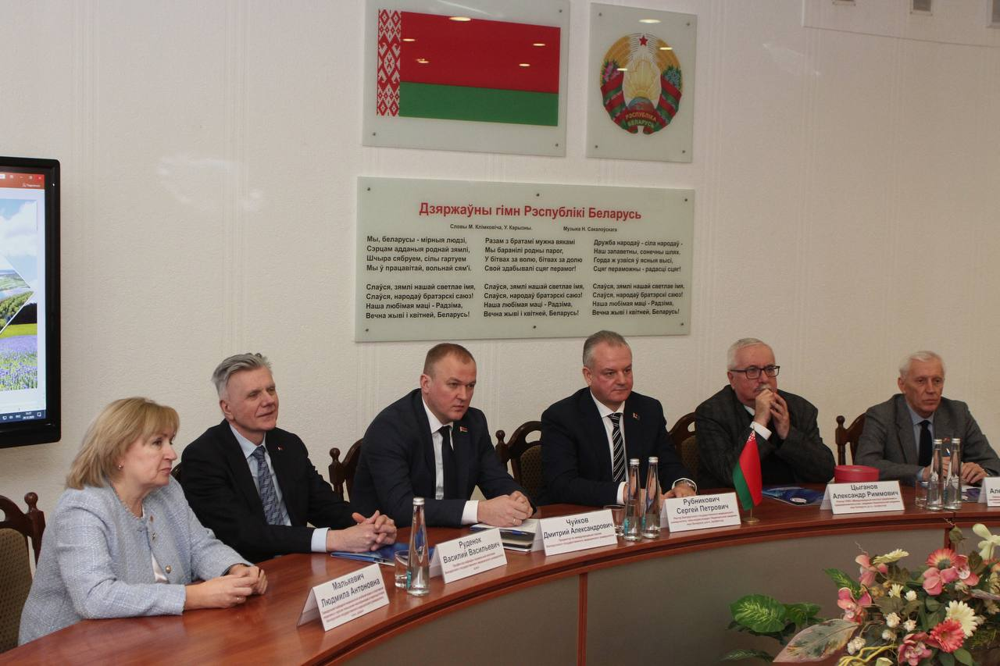 РЭСПУБЛІКА
БЕЛАРУСЬ
Дзяржаўны гімн Рэспублікі Беларусь
Словы М. Клімковіча, У. Карызны.
Музыка Н. Сакалоўскага
Мы, беларусы - мірныя людзі,
Сэрцам адданыя роднай зямлі,
Шчыра сябруем, сілы гартуем
Мы ў працавітай, вольнай сям'і.
Слаўся, зямлі нашай светлае імя,
Слаўся, народаў братэрскі саюз!
Наша любімая маці - Радзіма,
Вечна жыві і квітней, Беларусь!
Разам з братамі мужна вякамі
Мы баранілі родны парог,
У бітвах за волю, бітвах за долю
Свой здабывалі сцяг перамог!
Слаўся, зямлі нашай светлае імя,
Слаўся, народаў братэрскі саюз!
Наша любімая маці - Радзіма,
Вечна жыві і квітней, Беларусь!
Дружба народаў - сіла народаў -
Наш запаветны, сонечны шлях.
Горда ж узвіся ў ясныя высі,
Сцяг пераможны - радасці сцяг!
Слаўся, зямлі нашай светлае імя,
Слаўся, народаў братэрскі саюз!
Наша любімая маці - Радзіма,
Вечна жыві і квітней, Беларусь!
Малькевич
Людмила Антоновна
Руденок
Василий Васильевич
Чуйков
Дмитрий Александрович
Рубникович
Сергей Петрович
Цыганов
Александр Риммович
Але